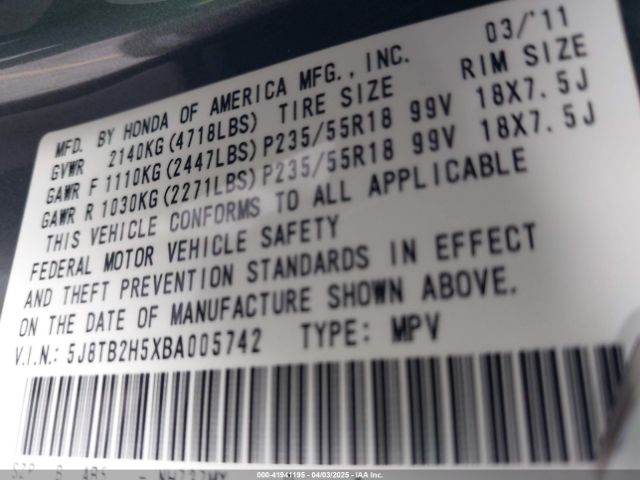 03/'11
MFD. BY HONDA OF AMERICA MFG., INC.
GVWR 2140KG(4718LBS) TIRE SIZE RIM SIZE
GAWR F 1110KG(2447LBS)P235/55R18 99V 18X7.5J
GAWR R 1030KG(2271LBS)P235/55R18 99V 18X7.5J
THIS VEHICLE CONFORMS TO ALL APPLICABLE
FEDERAL MOTOR VEHICLE SAFETY
AND THEFT PREVENTION STANDARDS IN EFFECT
ON THE DATE OF MANUFACTURE SHOWN ABOVE.
V.I.N.: 5J8TB2H5XBA005742 TYPE: MPV
000-41941195 - 04/03/2025 - IAAI.COM